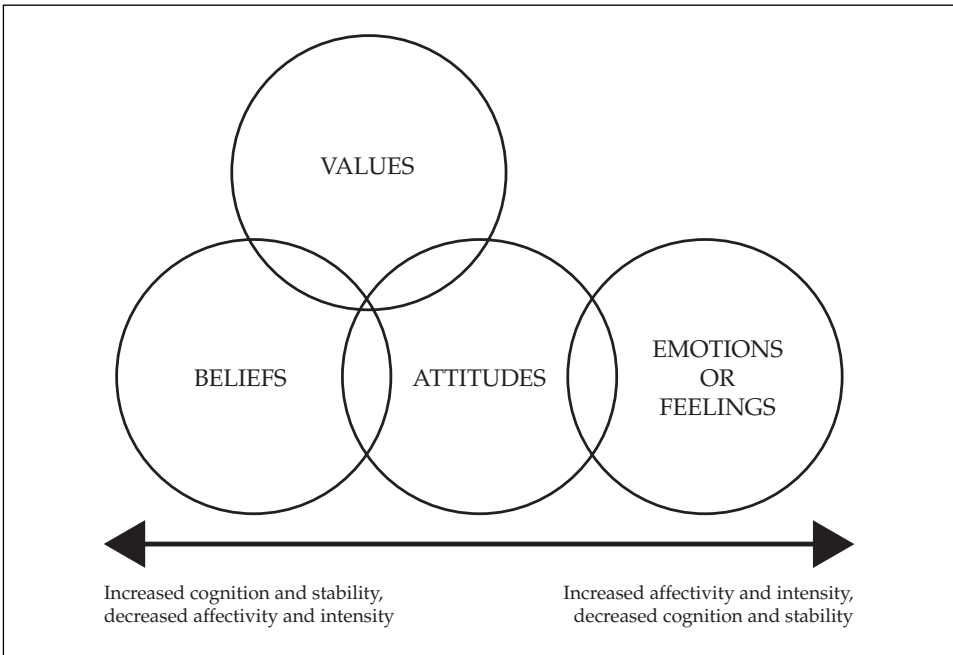 VALUES
BELIEFS
ATTITUDES
EMOTIONS
OR
FEELINGS
Increased cognition and stability,
decreased affectivity and intensity
Increased affectivity and intensity,
decreased cognition and stability